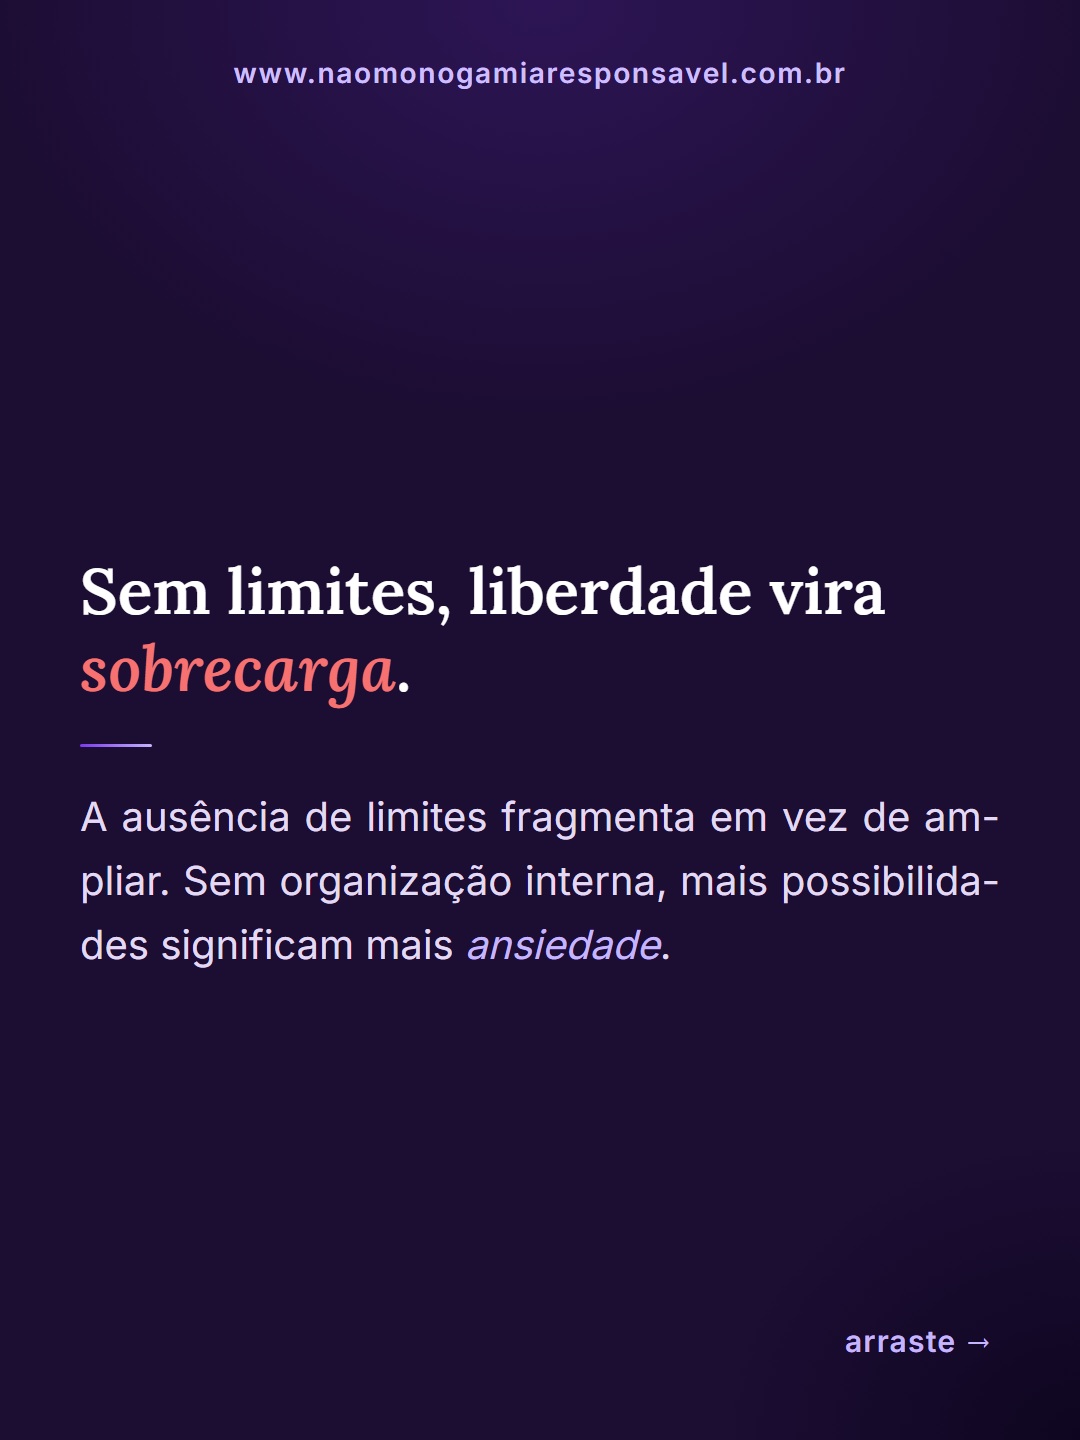 www.naomonogamiaresponsavel.com.br
Sem limites, liberdade vira
sobrecarga.
A ausência de limites fragmenta em vez de am-
pliar. Sem organização interna, mais possibilida-
des significam mais ansiedade.
arraste →